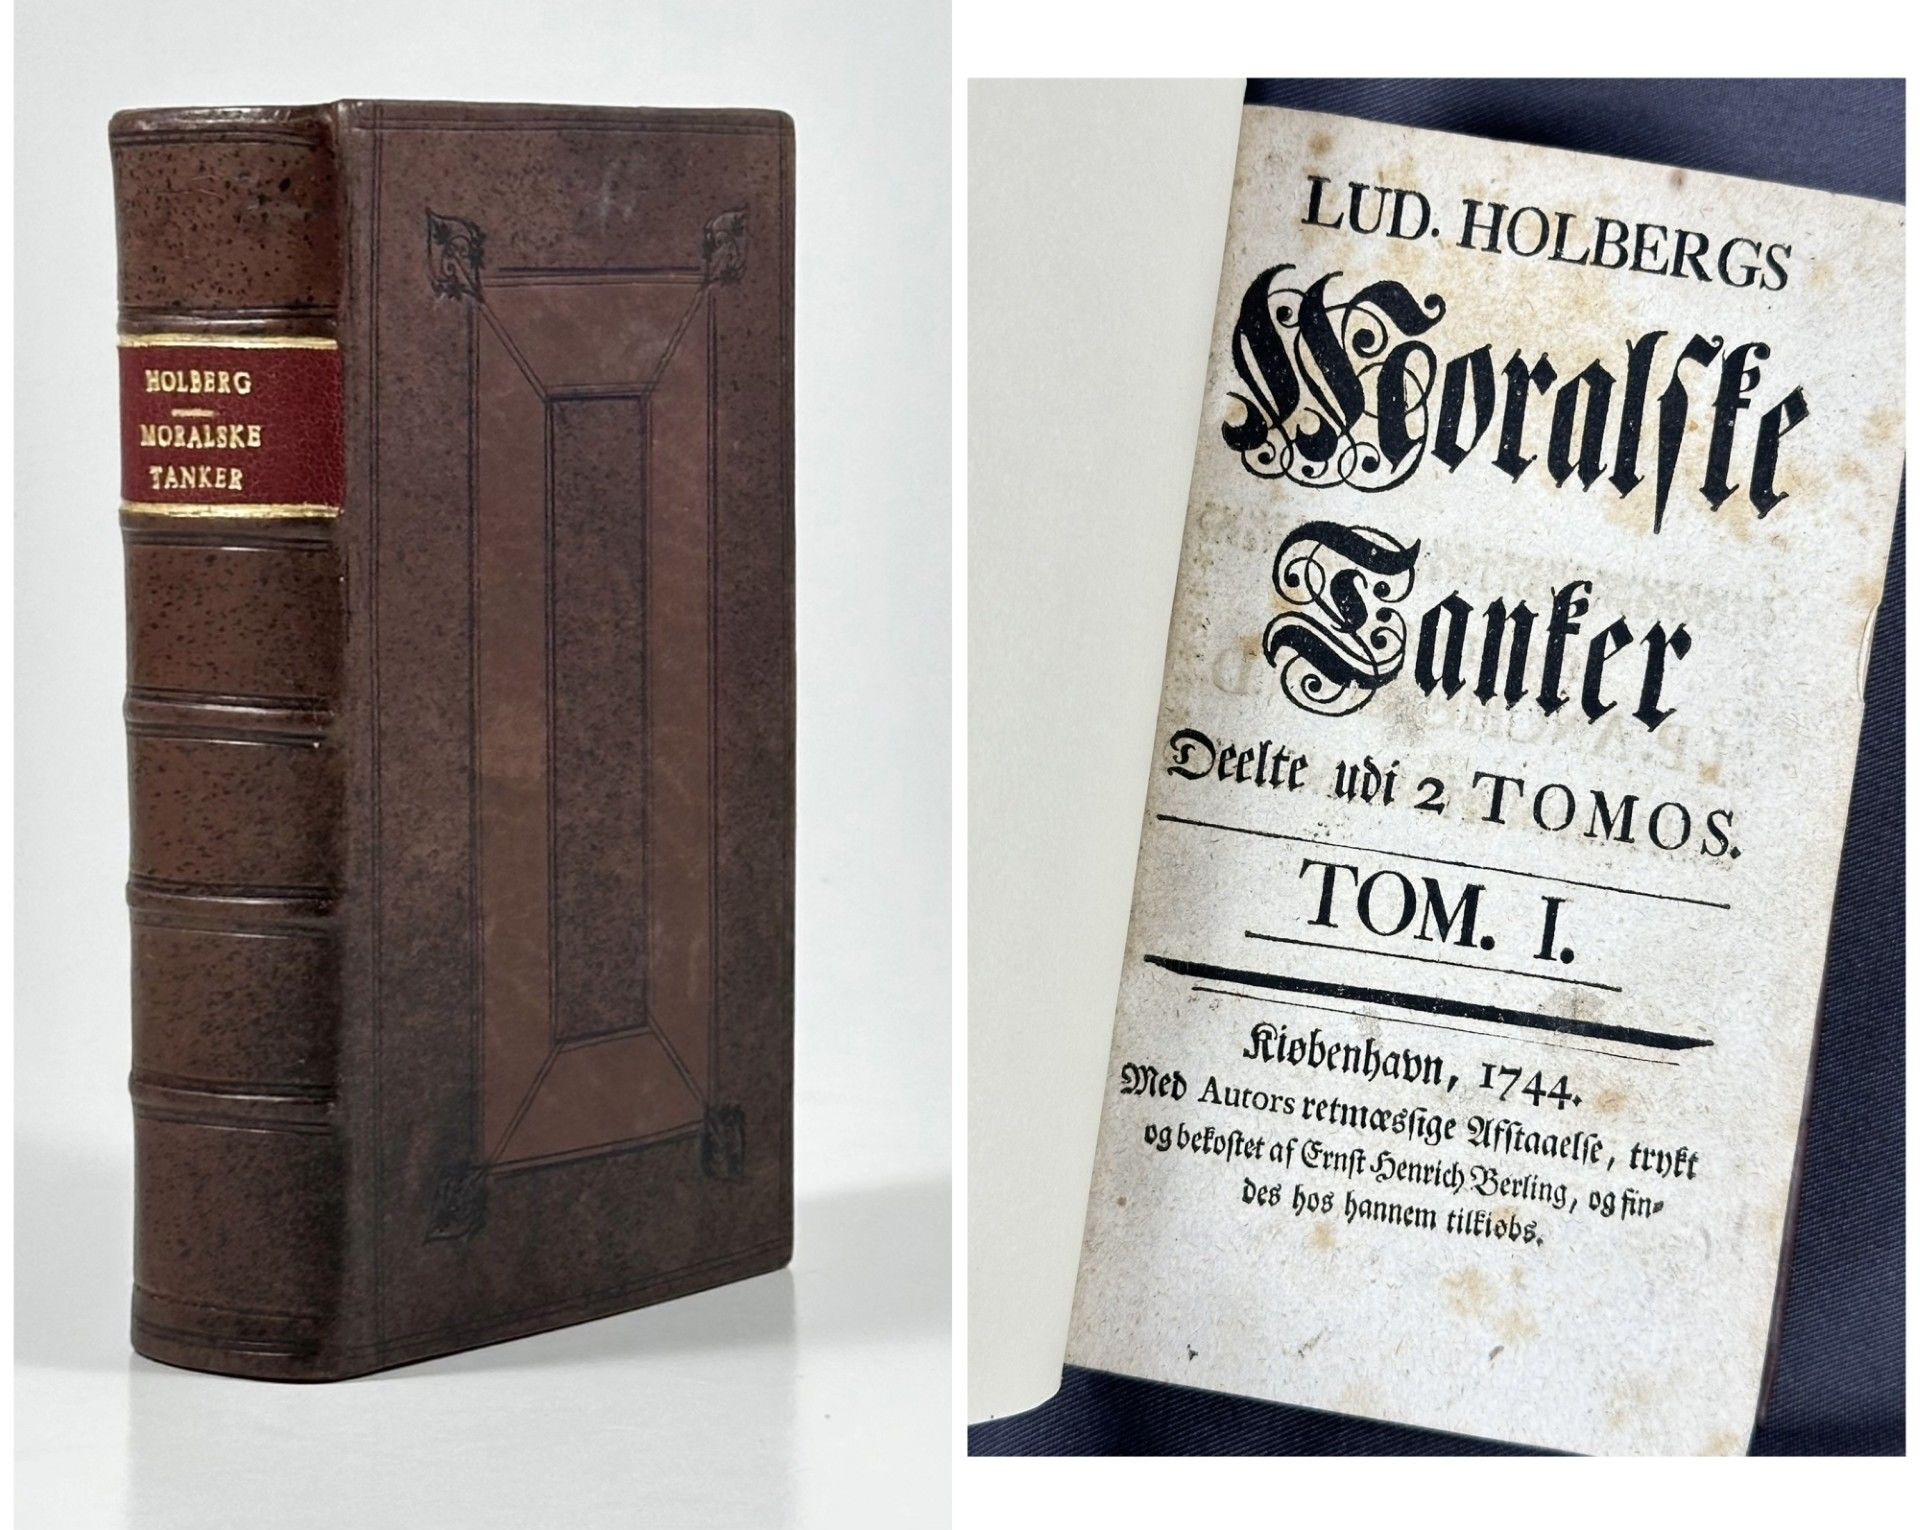 HOLBERG
MORALSKE
TANKER
LUD. HOLBERGS
Moralſke
Tanker
Deelte udi 2 TOMOS.
TOM. I.
Kiøbenhavn, 1744.
Med Autors retmæsſige Afſtaaelſe, trykt
og bekoſtet af Ernſt Henrich Berling, og fin⸗
des hos hannem tilkiøbs.